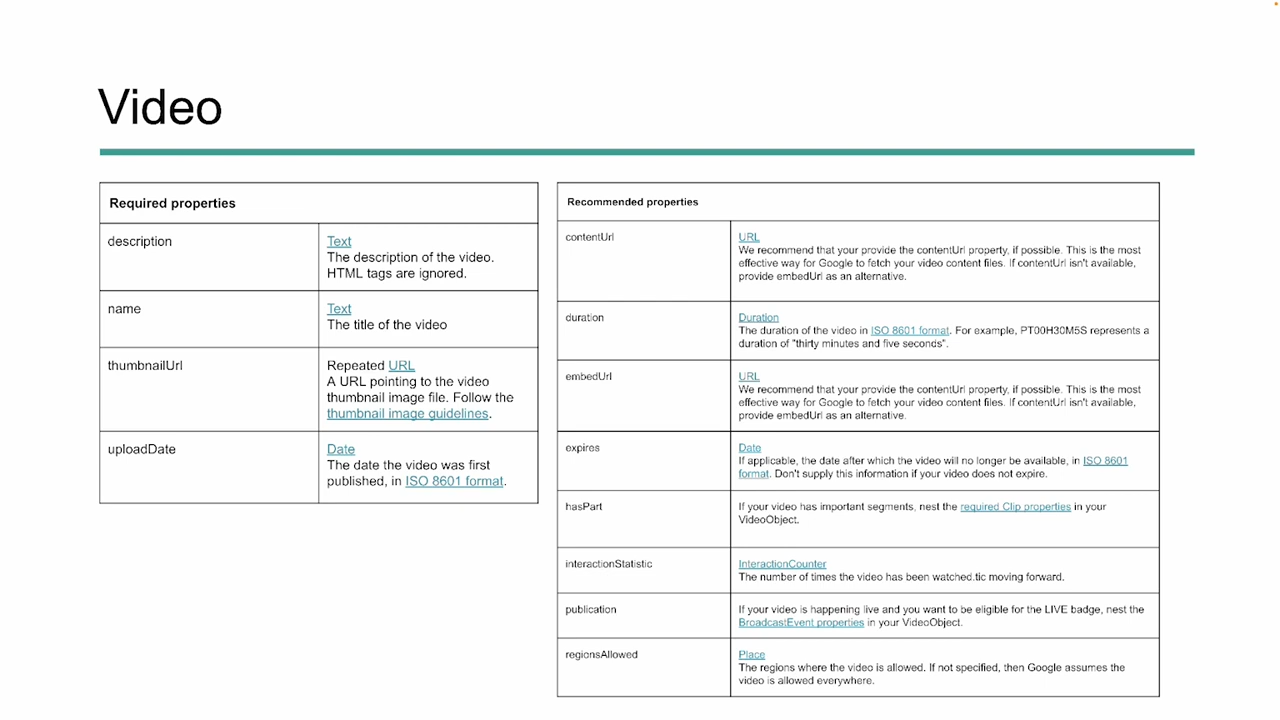 Video
Required properties
description
Text
The description of the video.
HTML tags are ignored.
name
Text
The title of the video
thumbnailUrl
Repeated URL
A URL pointing to the video
thumbnail image file. Follow the
thumbnail image guidelines.
uploadDate
Date
The date the video was first
published, in ISO 8601 format.
Recommended properties
contentUrl
URL
We recommend that your provide the contentUrl property, if possible. This is the most
effective way for Google to fetch your video content files. If contentUrl isn't available,
provide embedUrl as an alternative.
duration
Duration
The duration of the video in ISO 8601 format. For example, PT00H30M5S represents a
duration of "thirty minutes and five seconds".
embedUrl
URL
We recommend that your provide the contentUrl property, if possible. This is the most
effective way for Google to fetch your video content files. If contentUrl isn't available,
provide embedUrl as an alternative.
expires
Date
If applicable, the date after which the video will no longer be available, in ISO 8601
format. Don't supply this information if your video does not expire.
hasPart
If your video has important segments, nest the required Clip properties in your
VideoObject.
interactionStatistic
InteractionCounter
The number of times the video has been watched.tic moving forward.
publication
If your video is happening live and you want to be eligible for the LIVE badge, nest the
BroadcastEvent properties in your VideoObject.
regionsAllowed
Place
The regions where the video is allowed. If not specified, then Google assumes the
video is allowed everywhere.